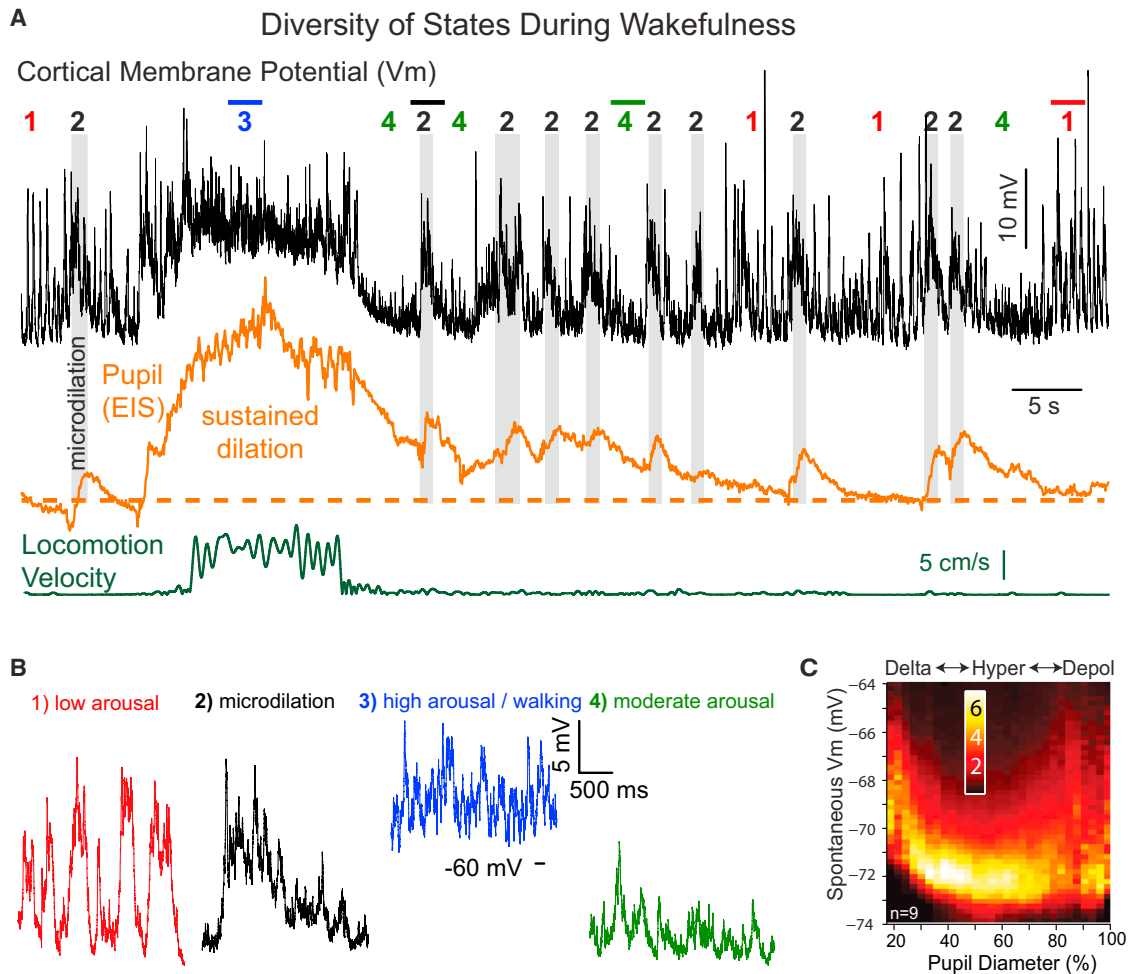 A
Diversity of States During Wakefulness
Cortical Membrane Potential (Vm)
1 2 3 4 2 4 2 2 2 4 2 2 1 2 1 2 2 4 1
10 mV
microdilation
Pupil
(EIS)
sustained
dilation
5 s
Locomotion
Velocity
5 cm/s
B
1) low arousal
2) microdilation
3) high arousal / walking
4) moderate arousal
5 mV
500 ms
-60 mV
C
Delta ↔ Hyper ↔ Depol
Spontaneous Vm (mV)
−64
−66
−68
−70
−72
−74
6
4
2
n=9
20 40 60 80 100
Pupil Diameter (%)